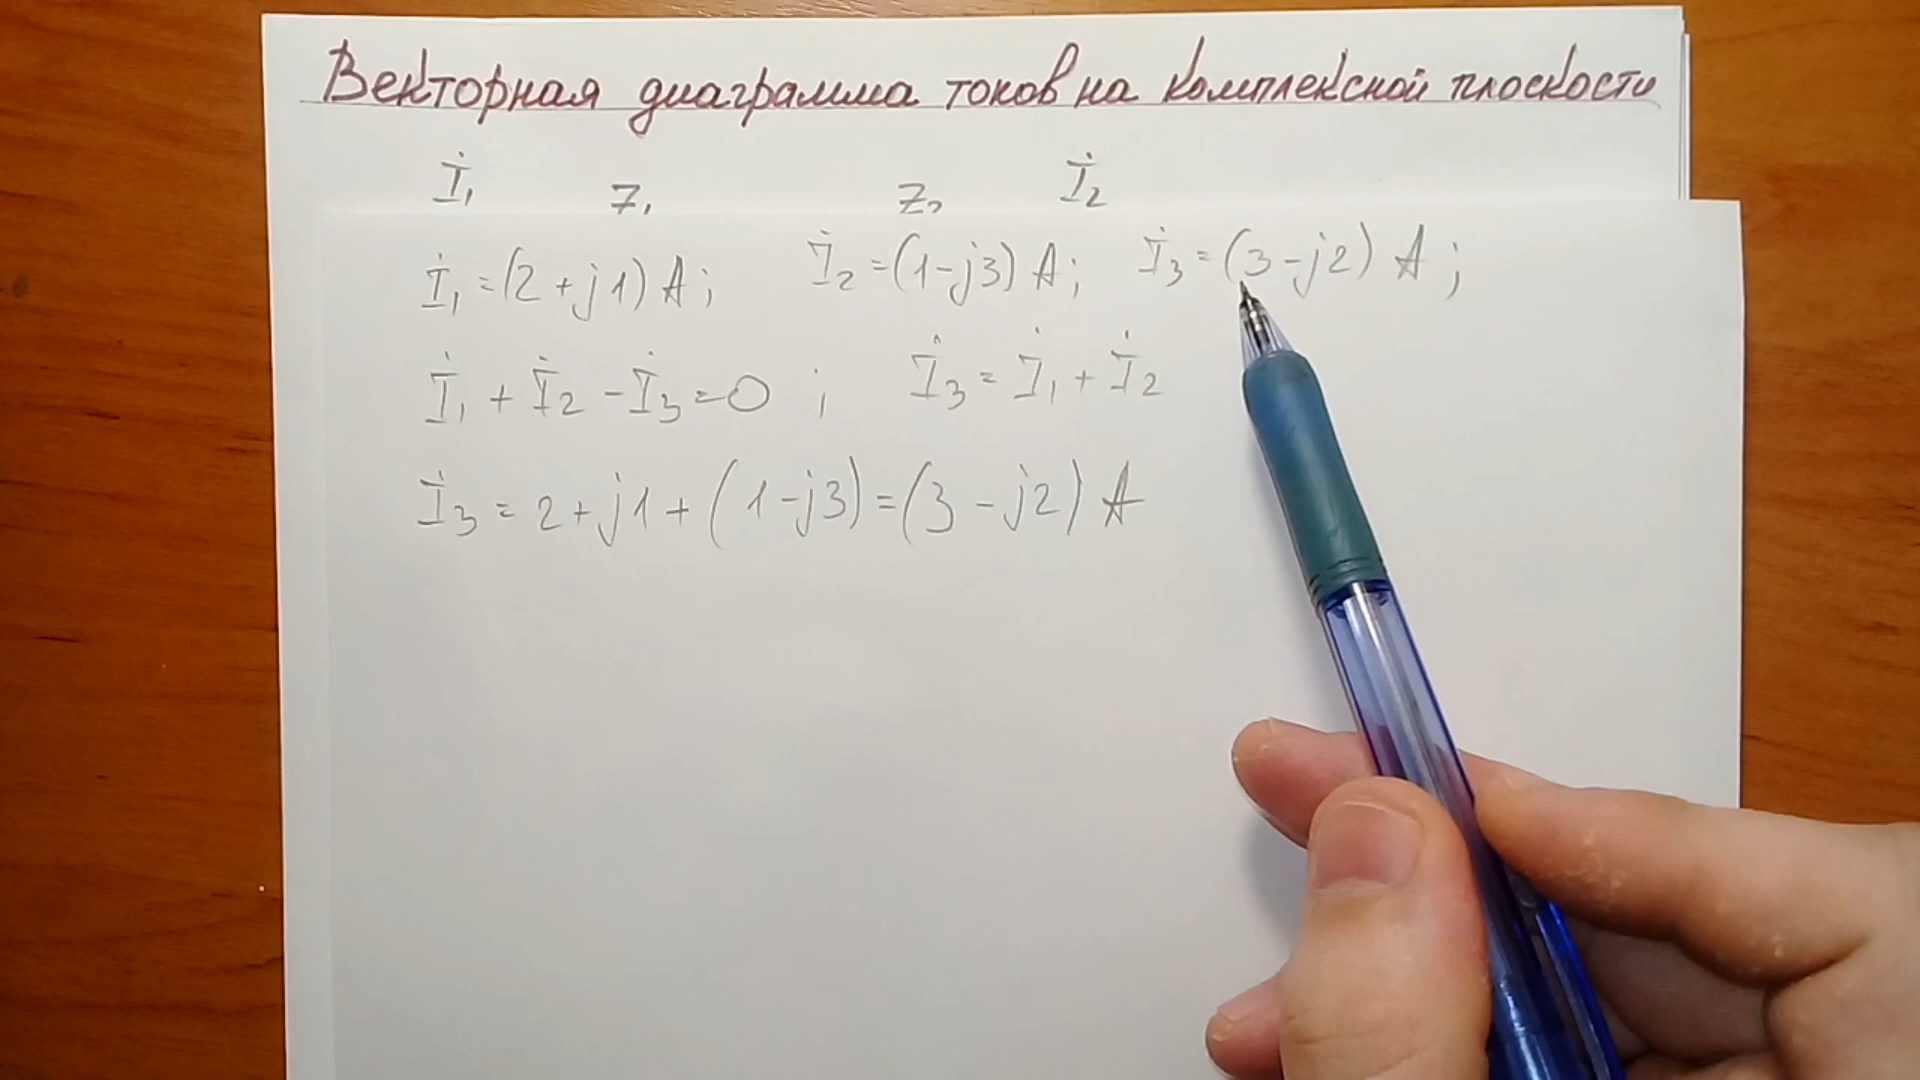 Векторная диаграмма токов на комплексной плоскости
İ₁ Z₁ Z₂ İ₂
İ₁ = (2 + j1) A; İ₂ = (1 - j3) A; İ₃ = (3 - j2) A;
İ₁ + İ₂ - İ₃ = 0 ; İ₃ = İ₁ + İ₂
İ₃ = 2 + j1 + (1 - j3) = (3 - j2) A